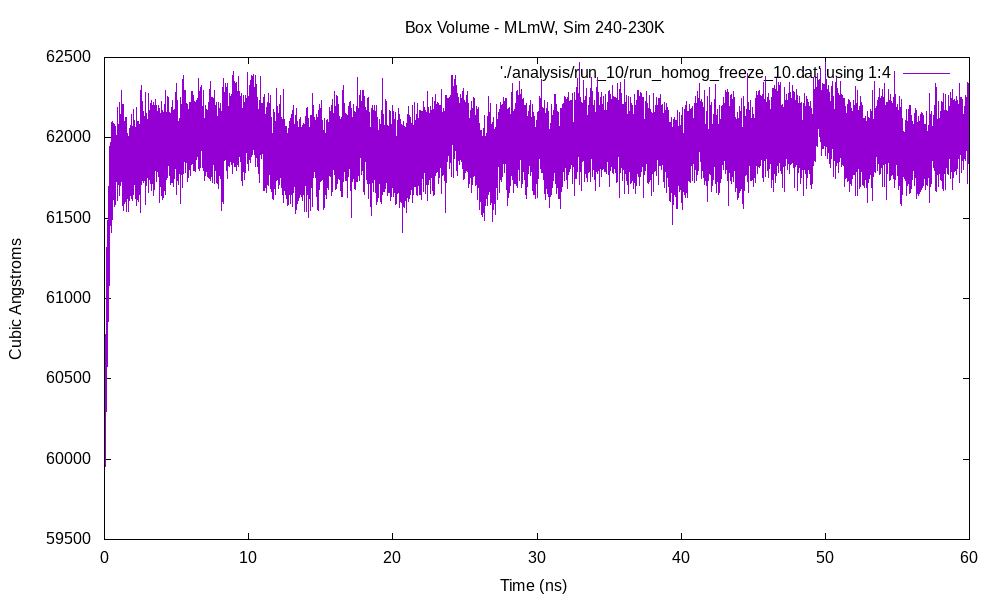 Box Volume - MLmW, Sim 240-230K
62500
'./analysis/run_10/run_homog_freeze_10.dat' using 1:4
62000
61500
61000
60500
60000
59500
Cubic Angstroms
0 10 20 30 40 50 60
Time (ns)